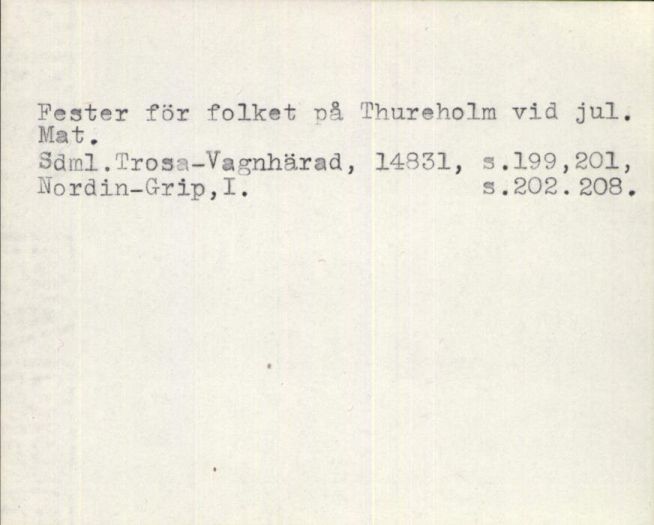 Fester för folket på Thureholm vid jul.
Mat.
Sdml.Trosa-Vagnhärad, 14831, s.199,201,
Nordin-Grip,I. s.202.208.